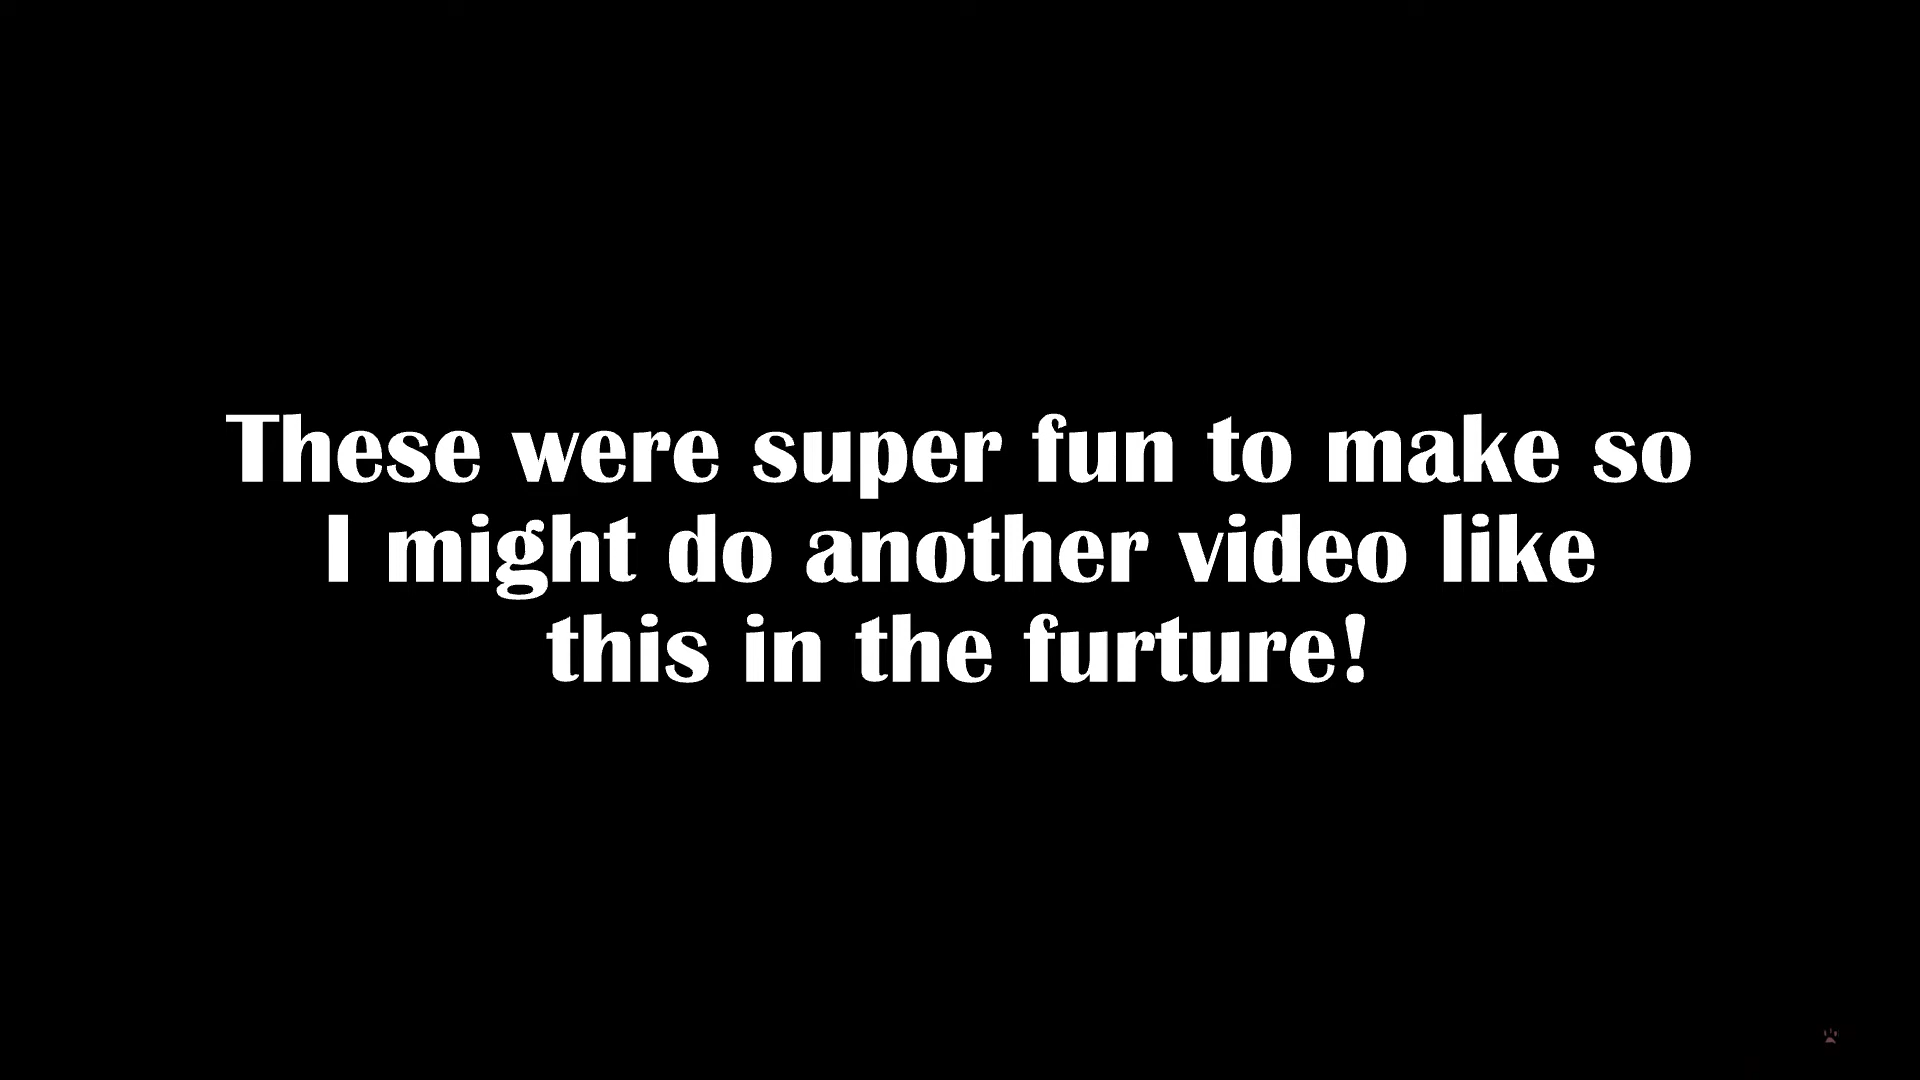 These were super fun to make so
I might do another video like
this in the furture!